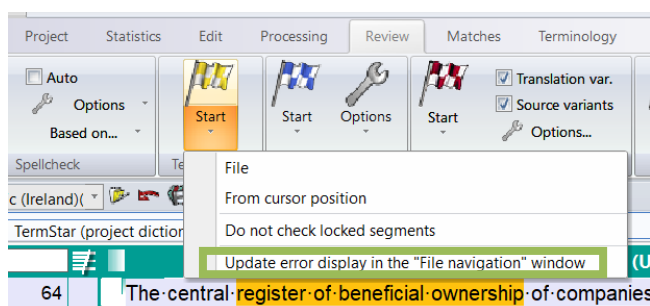 Project Statistics Edit Processing Review Matches Terminology
Auto
Options
Based on...
Start
Start
Options
Start
Translation var.
Source variants
Options...
Spellcheck
File
From cursor position
Do not check locked segments
Update error display in the "File navigation" window
c (Ireland)(
TermStar (project diction
(U
64 The·central·register·of·beneficial·ownership·of·companies